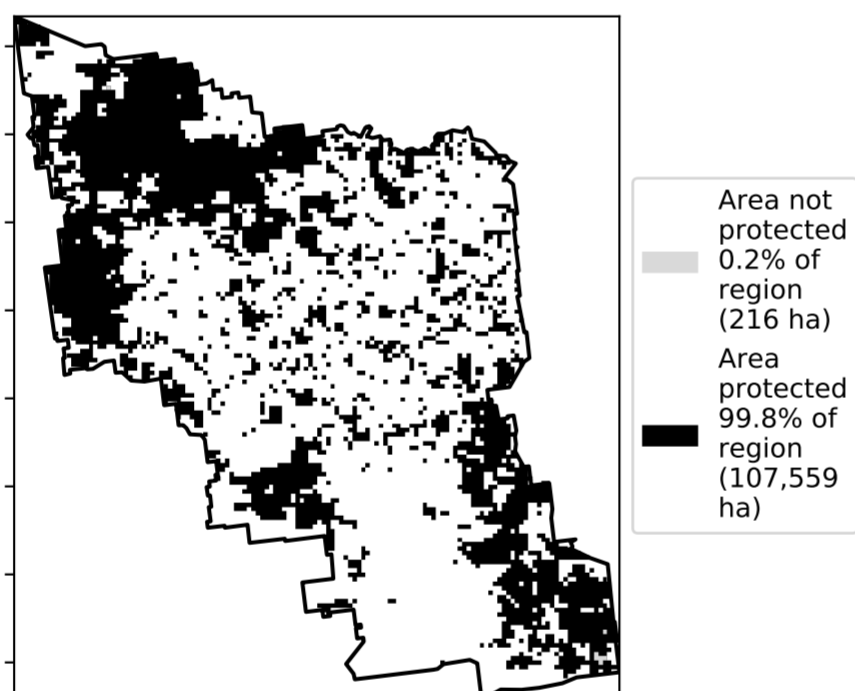 Area not
protected
0.2% of
region
(216 ha)
Area
protected
99.8% of
region
(107,559
ha)